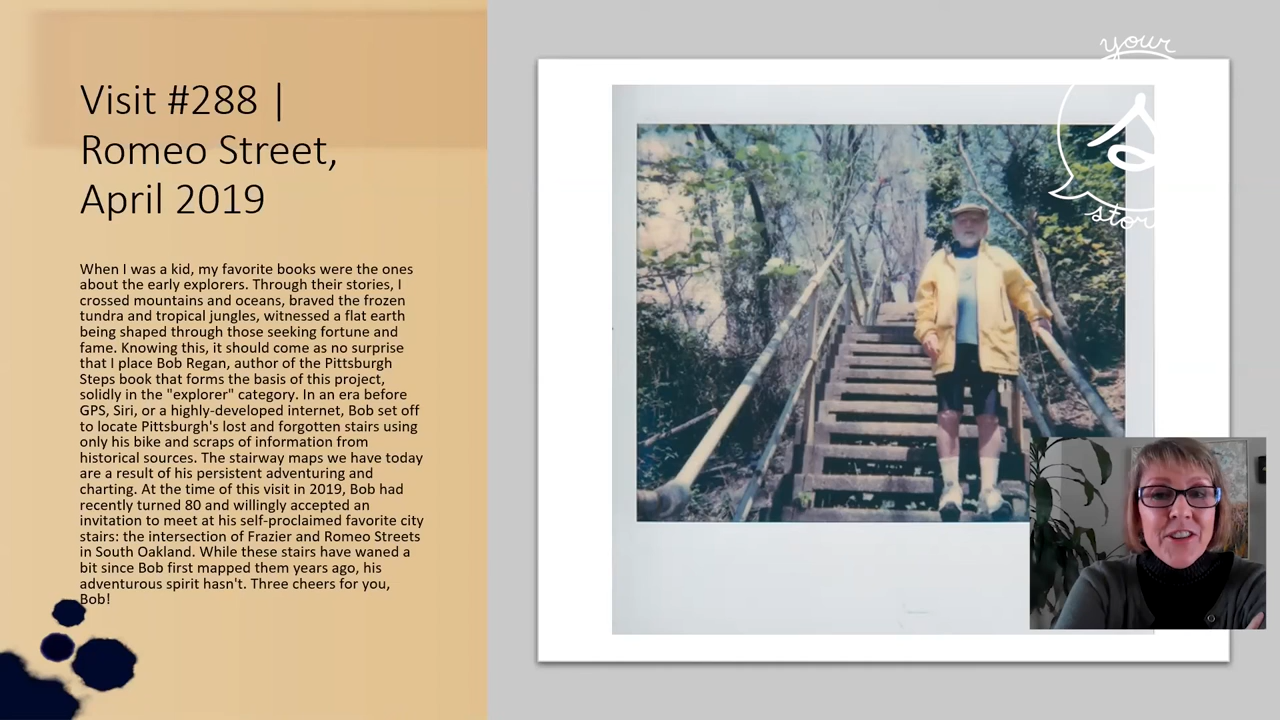 Visit #288 |
Romeo Street,
April 2019
When I was a kid, my favorite books were the ones
about the early explorers. Through their stories, I
crossed mountains and oceans, braved the frozen
tundra and tropical jungles, witnessed a flat earth
being shaped through those seeking fortune and
fame. Knowing this, it should come as no surprise
that I place Bob Regan, author of the Pittsburgh
Steps book that forms the basis of this project,
solidly in the "explorer" category. In an era before
GPS, Siri, or a highly-developed internet, Bob set off
to locate Pittsburgh's lost and forgotten stairs using
only his bike and scraps of information from
historical sources. The stairway maps we have today
are a result of his persistent adventuring and
charting. At the time of this visit in 2019, Bob had
recently turned 80 and willingly accepted an
invitation to meet at his self-proclaimed favorite city
stairs: the intersection of Frazier and Romeo Streets
in South Oakland. While these stairs have waned a
bit since Bob first mapped them years ago, his
adventurous spirit hasn't. Three cheers for you,
Bob!
your